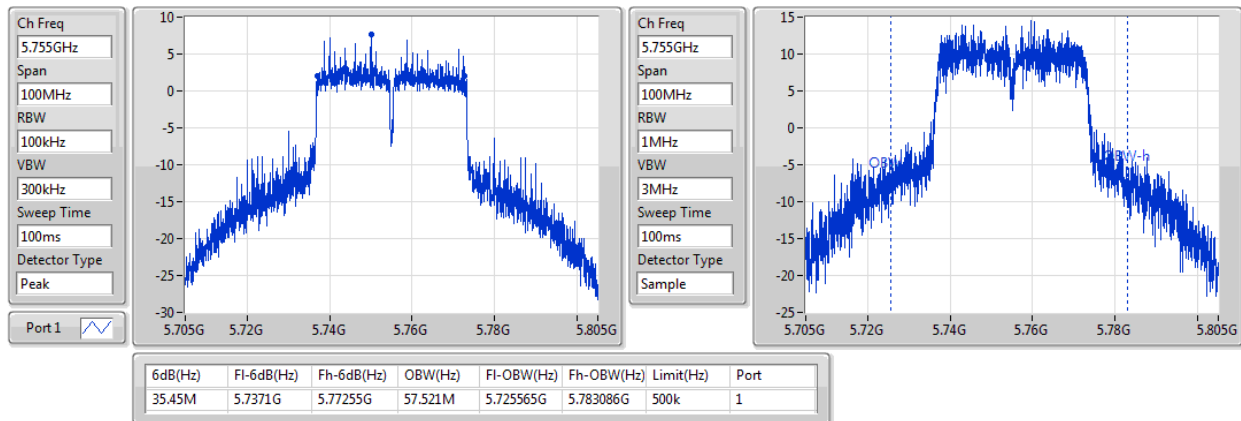 Ch Freq
5.755GHz
Span
100MHz
RBW
100kHz
VBW
300kHz
Sweep Time
100ms
Detector Type
Peak
Port 1
10
5
0
-5
-10
-15
-20
-25
-30
5.705G 5.72G 5.74G 5.76G 5.78G 5.805G
Ch Freq
5.755GHz
Span
100MHz
RBW
1MHz
VBW
3MHz
Sweep Time
100ms
Detector Type
Sample
15
10
5
0
-5
-10
-15
-20
-25
5.705G 5.72G 5.74G 5.76G 5.78G 5.805G
6dB(Hz) Fl-6dB(Hz) Fh-6dB(Hz) OBW(Hz) Fl-OBW(Hz) Fh-OBW(Hz) Limit(Hz) Port
35.45M 5.7371G 5.77255G 57.521M 5.725565G 5.783086G 500k 1